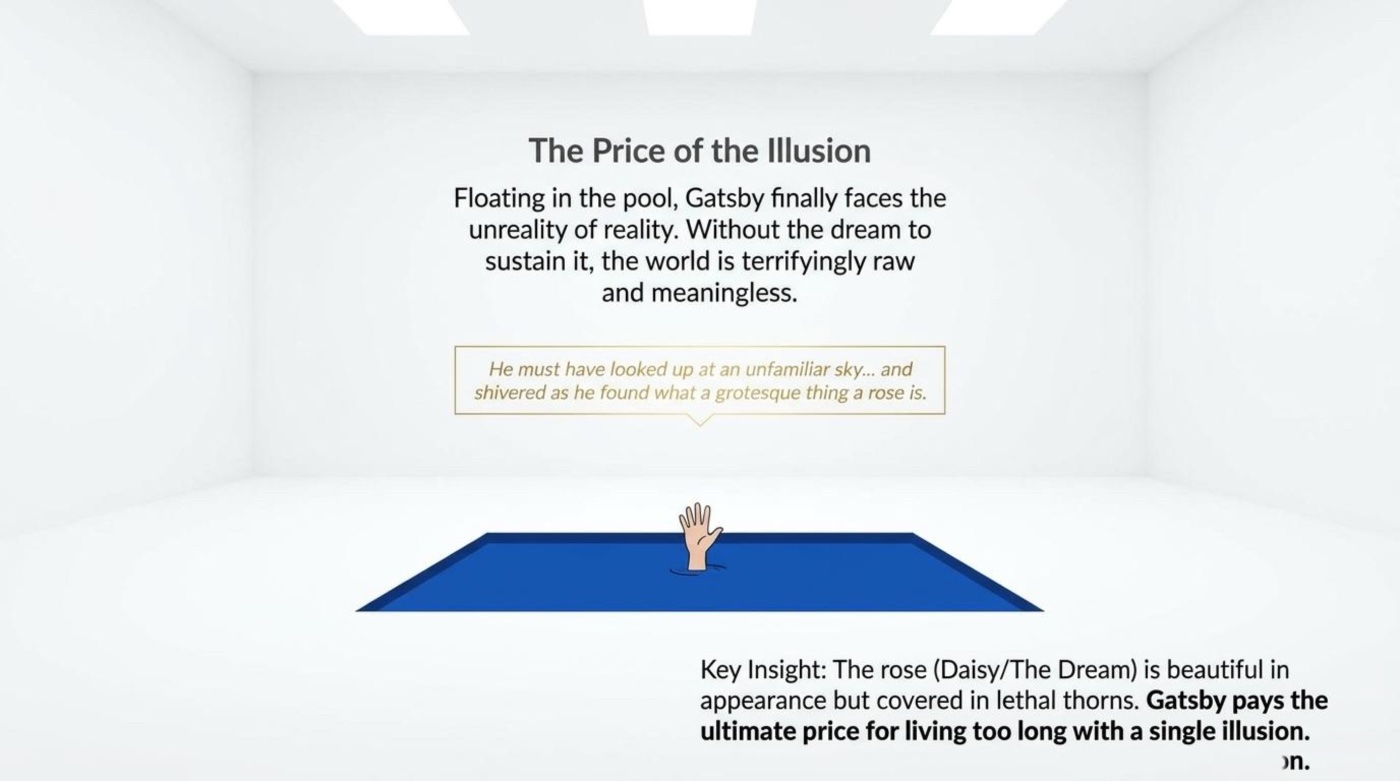 The Price of the Illusion
Floating in the pool, Gatsby finally faces the
unreality of reality. Without the dream to
sustain it, the world is terrifyingly raw
and meaningless.
He must have looked up at an unfamiliar sky... and
shivered as he found what a grotesque thing a rose is.
Key Insight: The rose (Daisy/The Dream) is beautiful in
appearance but covered in lethal thorns. Gatsby pays the
ultimate price for living too long with a single illusion.
n.